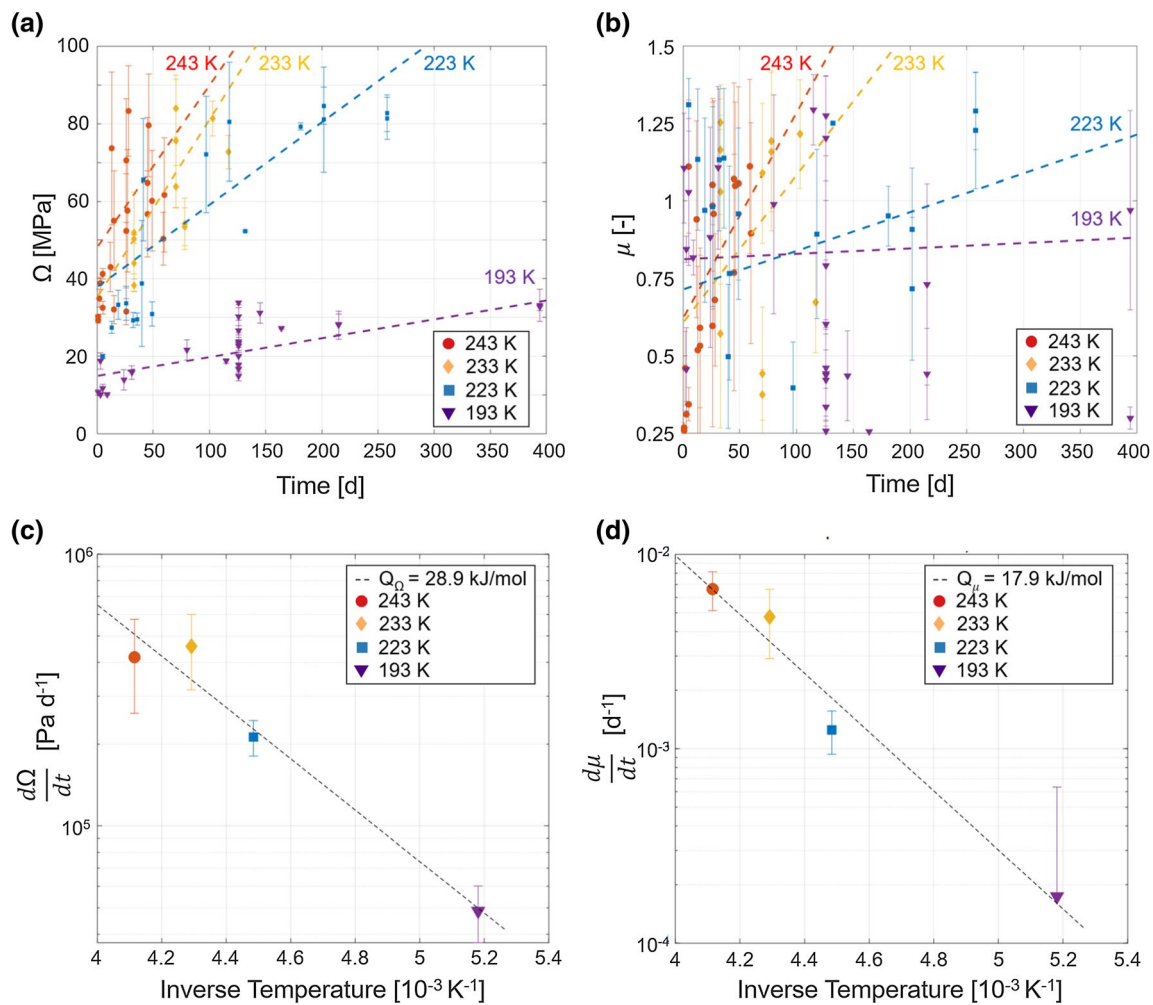 (a)
100
80
60
40
20
0
Ω [MPa]
243 K
233 K
223 K
193 K
243 K
233 K
223 K
193 K
0 50 100 150 200 250 300 350 400
Time [d]
(b)
1.5
1.25
1
0.75
0.5
0.25
μ [-]
243 K
233 K
223 K
193 K
243 K
233 K
223 K
193 K
0 50 100 150 200 250 300 350 400
Time [d]
(c)
10^6
10^5
dΩ/dt [Pa d^-1]
Q_Ω = 28.9 kJ/mol
243 K
233 K
223 K
193 K
4 4.2 4.4 4.6 4.8 5 5.2 5.4
Inverse Temperature [10^-3 K^-1]
(d)
10^-2
10^-3
10^-4
dμ/dt [d^-1]
Q_μ = 17.9 kJ/mol
243 K
233 K
223 K
193 K
4 4.2 4.4 4.6 4.8 5 5.2 5.4
Inverse Temperature [10^-3 K^-1]